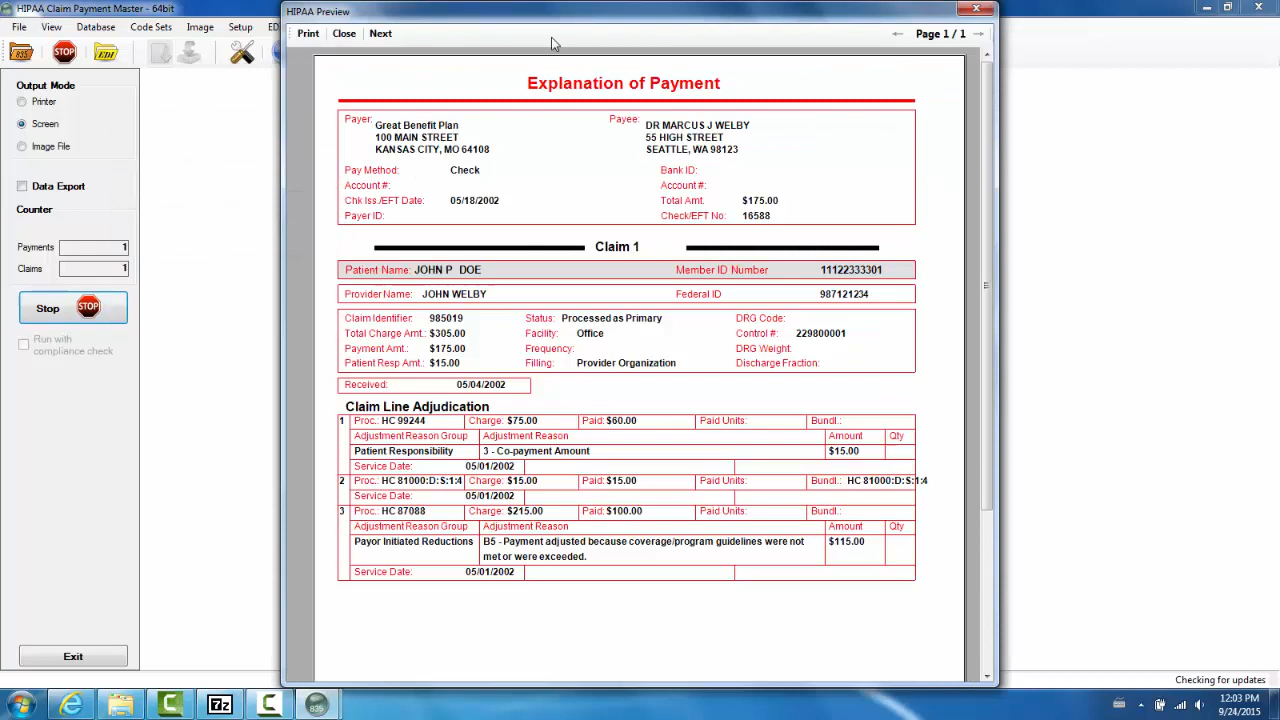 HIPAA Claim Payment Master - 64bit
File View Database Code Sets Image Setup ED
835 STOP EDI
Output Mode
Printer
Screen
Image File
Data Export
Counter
Payments 1
Claims 1
Stop STOP
Run with
compliance check
Exit
HIPAA Preview
Print Close Next Page 1 / 1
Explanation of Payment
Payer: Great Benefit Plan Payee: DR MARCUS J WELBY
100 MAIN STREET 55 HIGH STREET
KANSAS CITY, MO 64108 SEATTLE, WA 98123
Pay Method: Check Bank ID:
Account #: Account #:
Chk Iss./EFT Date: 05/18/2002 Total Amt. $175.00
Payer ID: Check/EFT No: 16588
Claim 1
Patient Name: JOHN P DOE Member ID Number 11122333301
Provider Name: JOHN WELBY Federal ID 987121234
Claim Identifier: 985019 Status: Processed as Primary DRG Code:
Total Charge Amt.: $305.00 Facility: Office Control #: 229800001
Payment Amt.: $175.00 Frequency: DRG Weight:
Patient Resp Amt.: $15.00 Filling: Provider Organization Discharge Fraction:
Received: 05/04/2002
Claim Line Adjudication
1 Proc.: HC 99244 Charge: $75.00 Paid: $60.00 Paid Units: Bundl.:
Adjustment Reason Group Adjustment Reason Amount Qty
Patient Responsibility 3 - Co-payment Amount $15.00
Service Date: 05/01/2002
2 Proc.: HC 81000:D:S:1:4 Charge: $15.00 Paid: $15.00 Paid Units: Bundl.: HC 81000:D:S:1:4
Service Date: 05/01/2002
3 Proc.: HC 87088 Charge: $215.00 Paid: $100.00 Paid Units: Bundl.:
Adjustment Reason Group Adjustment Reason Amount Qty
Payor Initiated Reductions B5 - Payment adjusted because coverage/program guidelines were not $115.00
met or were exceeded.
Service Date: 05/01/2002
Checking for updates
7z 835
12:03 PM
9/24/2015